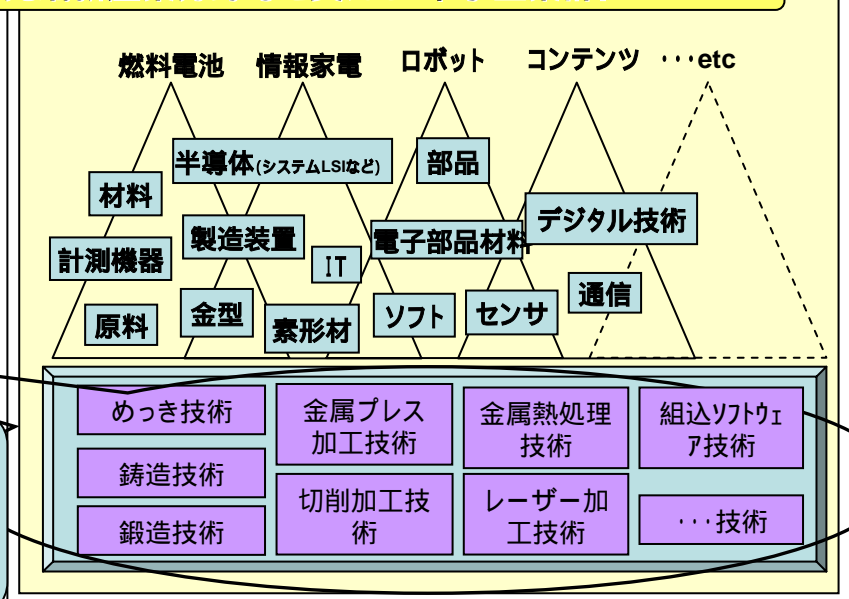 燃料電池 情報家電 ロボット コンテンツ ･･･etc
半導体(システムLSIなど)
部品
材料
デジタル技術
製造装置
電子部品材料
計測機器
IT
通信
金型
センサ
ソフト
原料
素形材
めっき技術
金属プレス
加工技術
金属熱処理
技術
組込ソフトウェ
ア技術
鋳造技術
切削加工技
術
レーザー加
工技術
鍛造技術
･･･技術